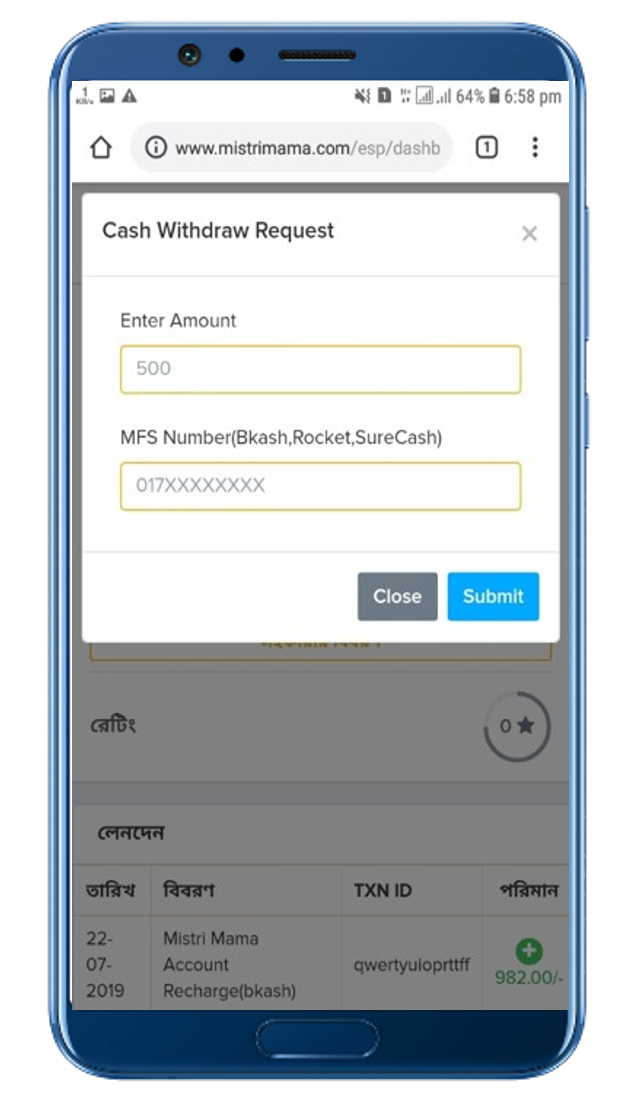 1
KB/s
1 64% 6:58 pm
www.mistrimama.com/esp/dashb 1
Cash Withdraw Request ×
Enter Amount
500
MFS Number(Bkash,Rocket,SureCash)
017XXXXXXXX
Close Submit
রেটিং 0
লেনদেন
তারিখ বিবরণ TXN ID পরিমান
22-
07-
2019
Mistri Mama
Account
Recharge(bkash)
qwertyuioprttff
982.00/-